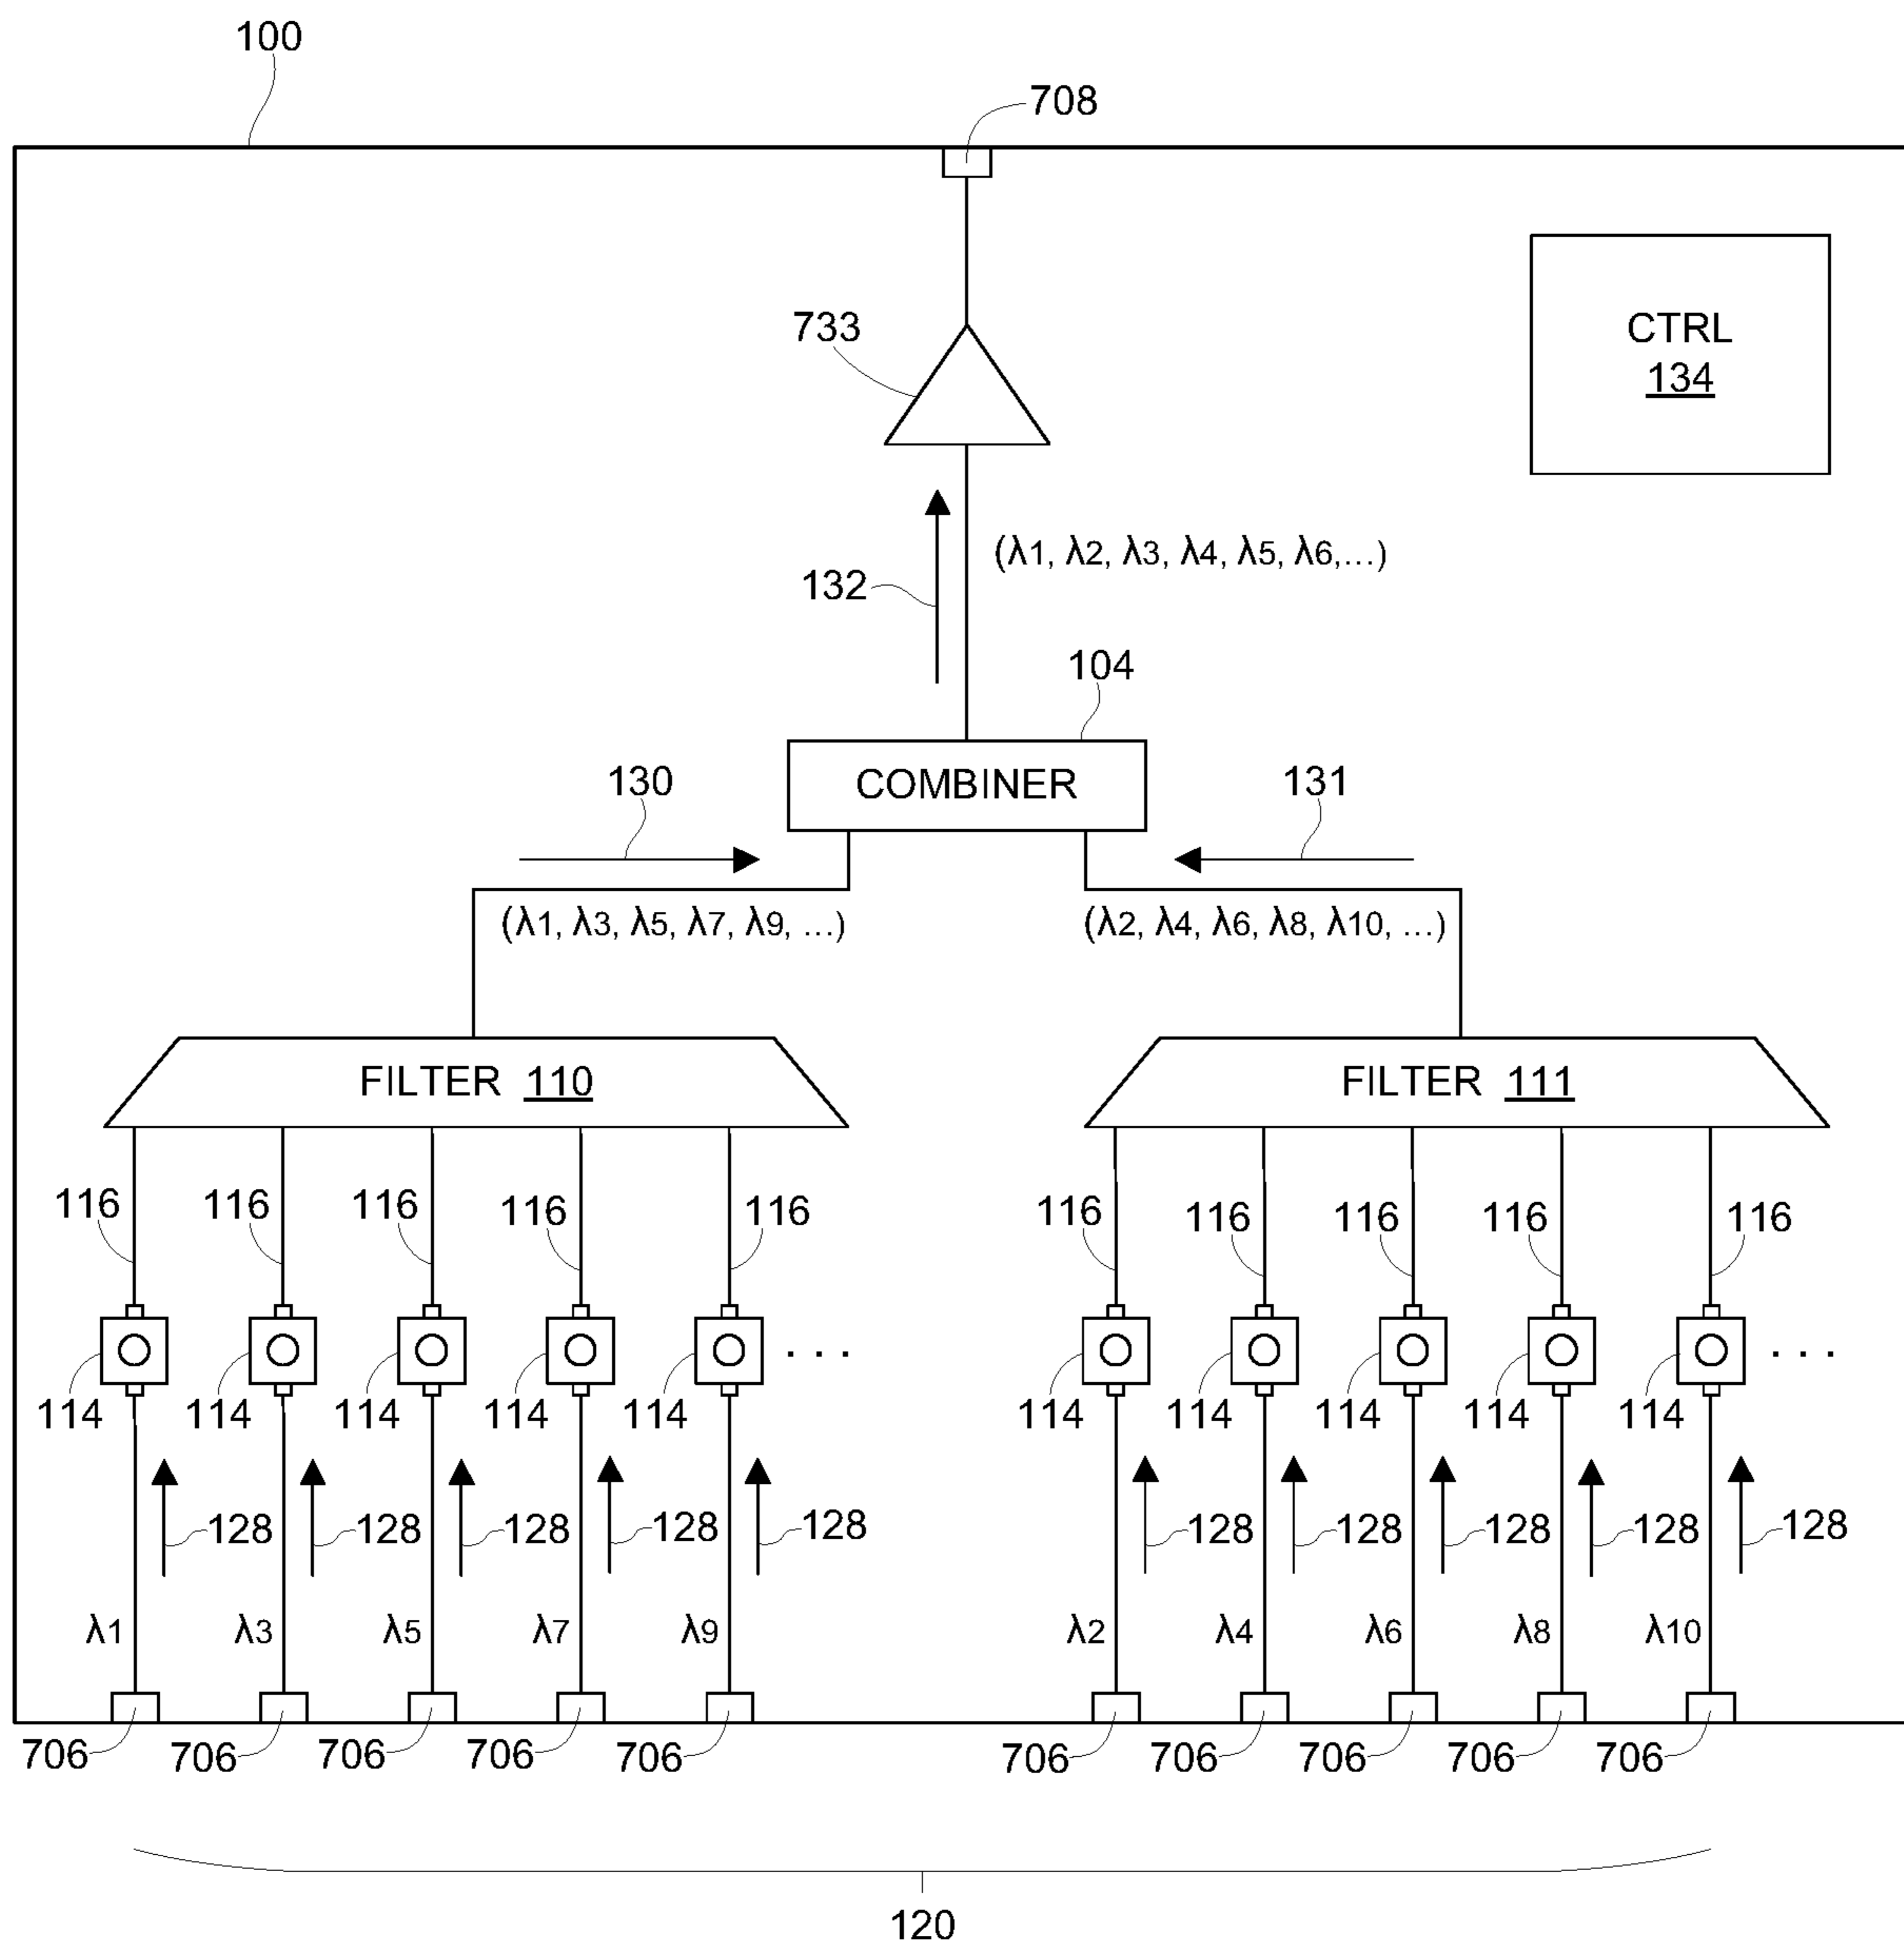 100
708
733
CTRL
134
(λ1, λ2, λ3, λ4, λ5, λ6,...)
132
104
COMBINER
130
131
(λ1, λ3, λ5, λ7, λ9, ...)
(λ2, λ4, λ6, λ8, λ10, ...)
FILTER 110
FILTER 111
116 116 116 116 116 116 116 116 116 116
. . . . . .
114 114 114 114 114 114 114 114 114 114
128 128 128 128 128 128 128 128 128 128
λ1 λ3 λ5 λ7 λ9 λ2 λ4 λ6 λ8 λ10
706 706 706 706 706 706 706 706 706 706
120